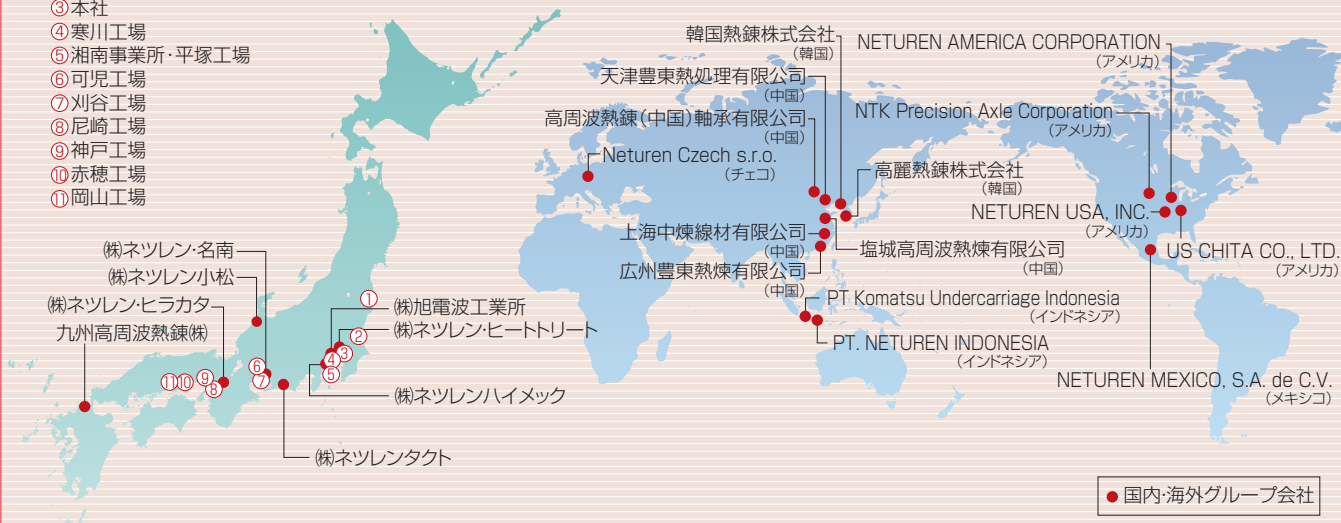 ③本社
④寒川工場
⑤湘南事業所・平塚工場
⑥可児工場
⑦刈谷工場
⑧尼崎工場
⑨神戸工場
⑩赤穂工場
⑪岡山工場
㈱ネツレン・名南
㈱ネツレン小松
㈱ネツレン・ヒラカタ
九州高周波熱錬㈱
①
㈱旭電波工業所
②
㈱ネツレン・ヒートトリート
③
④
⑤
⑥
⑦
⑧
⑨
⑩
⑪
㈱ネツレンハイメック
㈱ネツレンタクト
韓国熱錬株式会社
(韓国)
天津豊東熱処理有限公司
(中国)
高周波熱錬(中国)軸承有限公司
(中国)
Neturen Czech s.r.o.
(チェコ)
高麗熱錬株式会社
(韓国)
上海中煉線材有限公司
(中国)
広州豊東熱煉有限公司
(中国)
塩城高周波熱煉有限公司
(中国)
PT Komatsu Undercarriage Indonesia
(インドネシア)
PT. NETUREN INDONESIA
(インドネシア)
NETUREN AMERICA CORPORATION
(アメリカ)
NTK Precision Axle Corporation
(アメリカ)
NETUREN USA, INC.
(アメリカ)
US CHITA CO., LTD.
(アメリカ)
NETUREN MEXICO, S.A. de C.V.
(メキシコ)
●国内・海外グループ会社